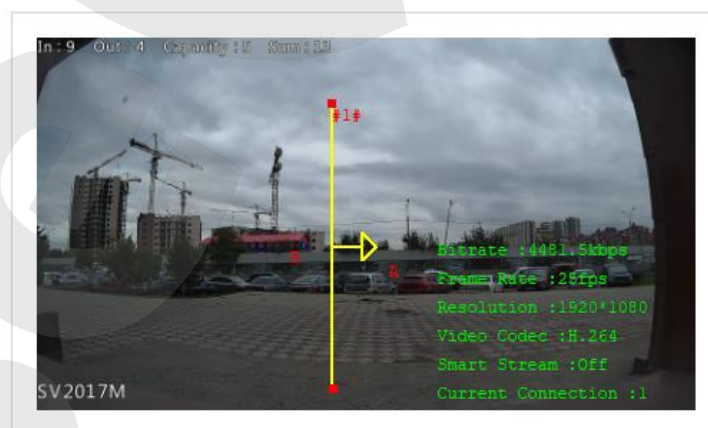 In:9 Out:4 Capacity:5 Sum:13
#1#
B
A
Bitrate :4481.5kbps
Frame Rate :25fps
Resolution :1920*1080
Video Codec :H.264
Smart Stream :Off
Current Connection :1
SV2017M